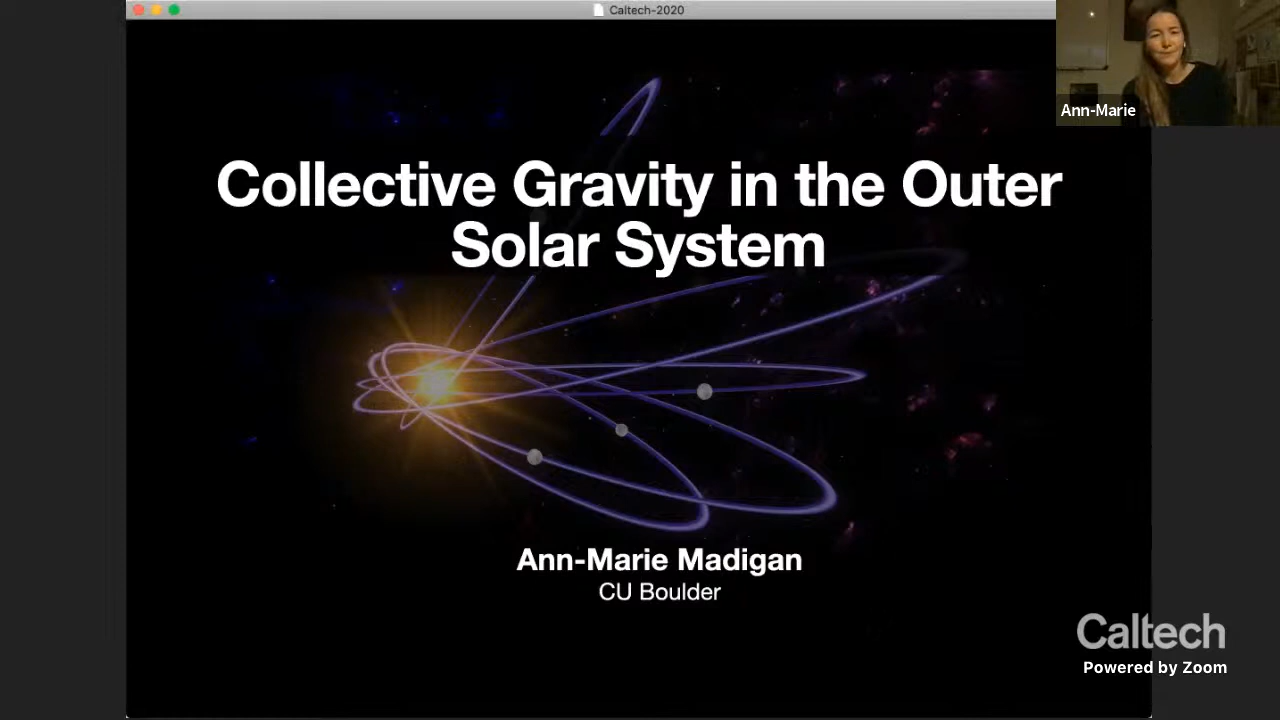 Caltech-2020
Ann-Marie
Collective Gravity in the Outer
Solar System
Ann-Marie Madigan
CU Boulder
Caltech
Powered by Zoom